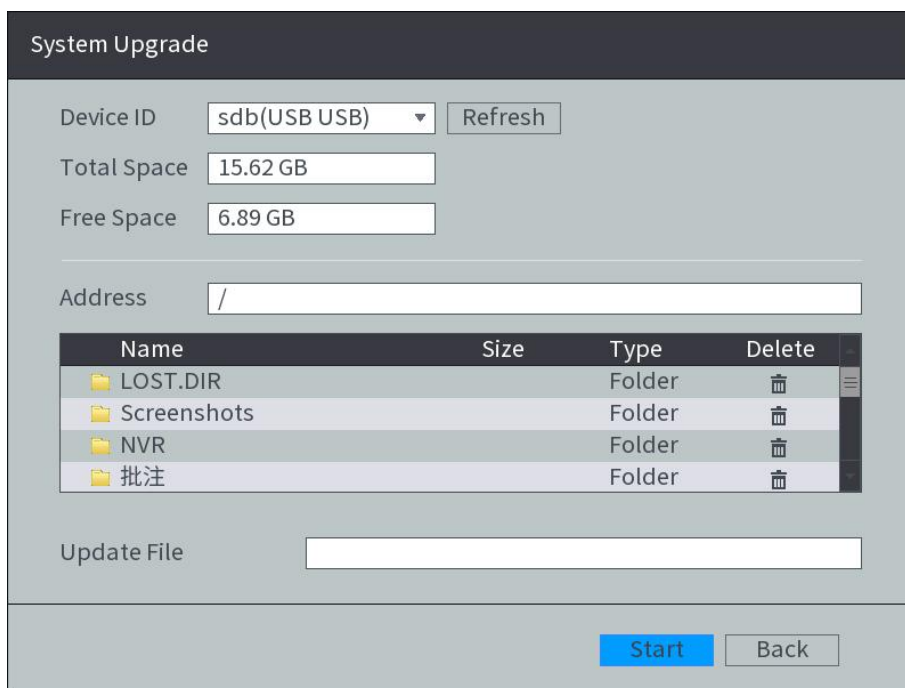 System Upgrade
Device ID sdb(USB USB) Refresh
Total Space 15.62 GB
Free Space 6.89 GB
Address /
Name Size Type Delete
LOST.DIR Folder
Screenshots Folder
NVR Folder
批注 Folder
Update File
Start Back